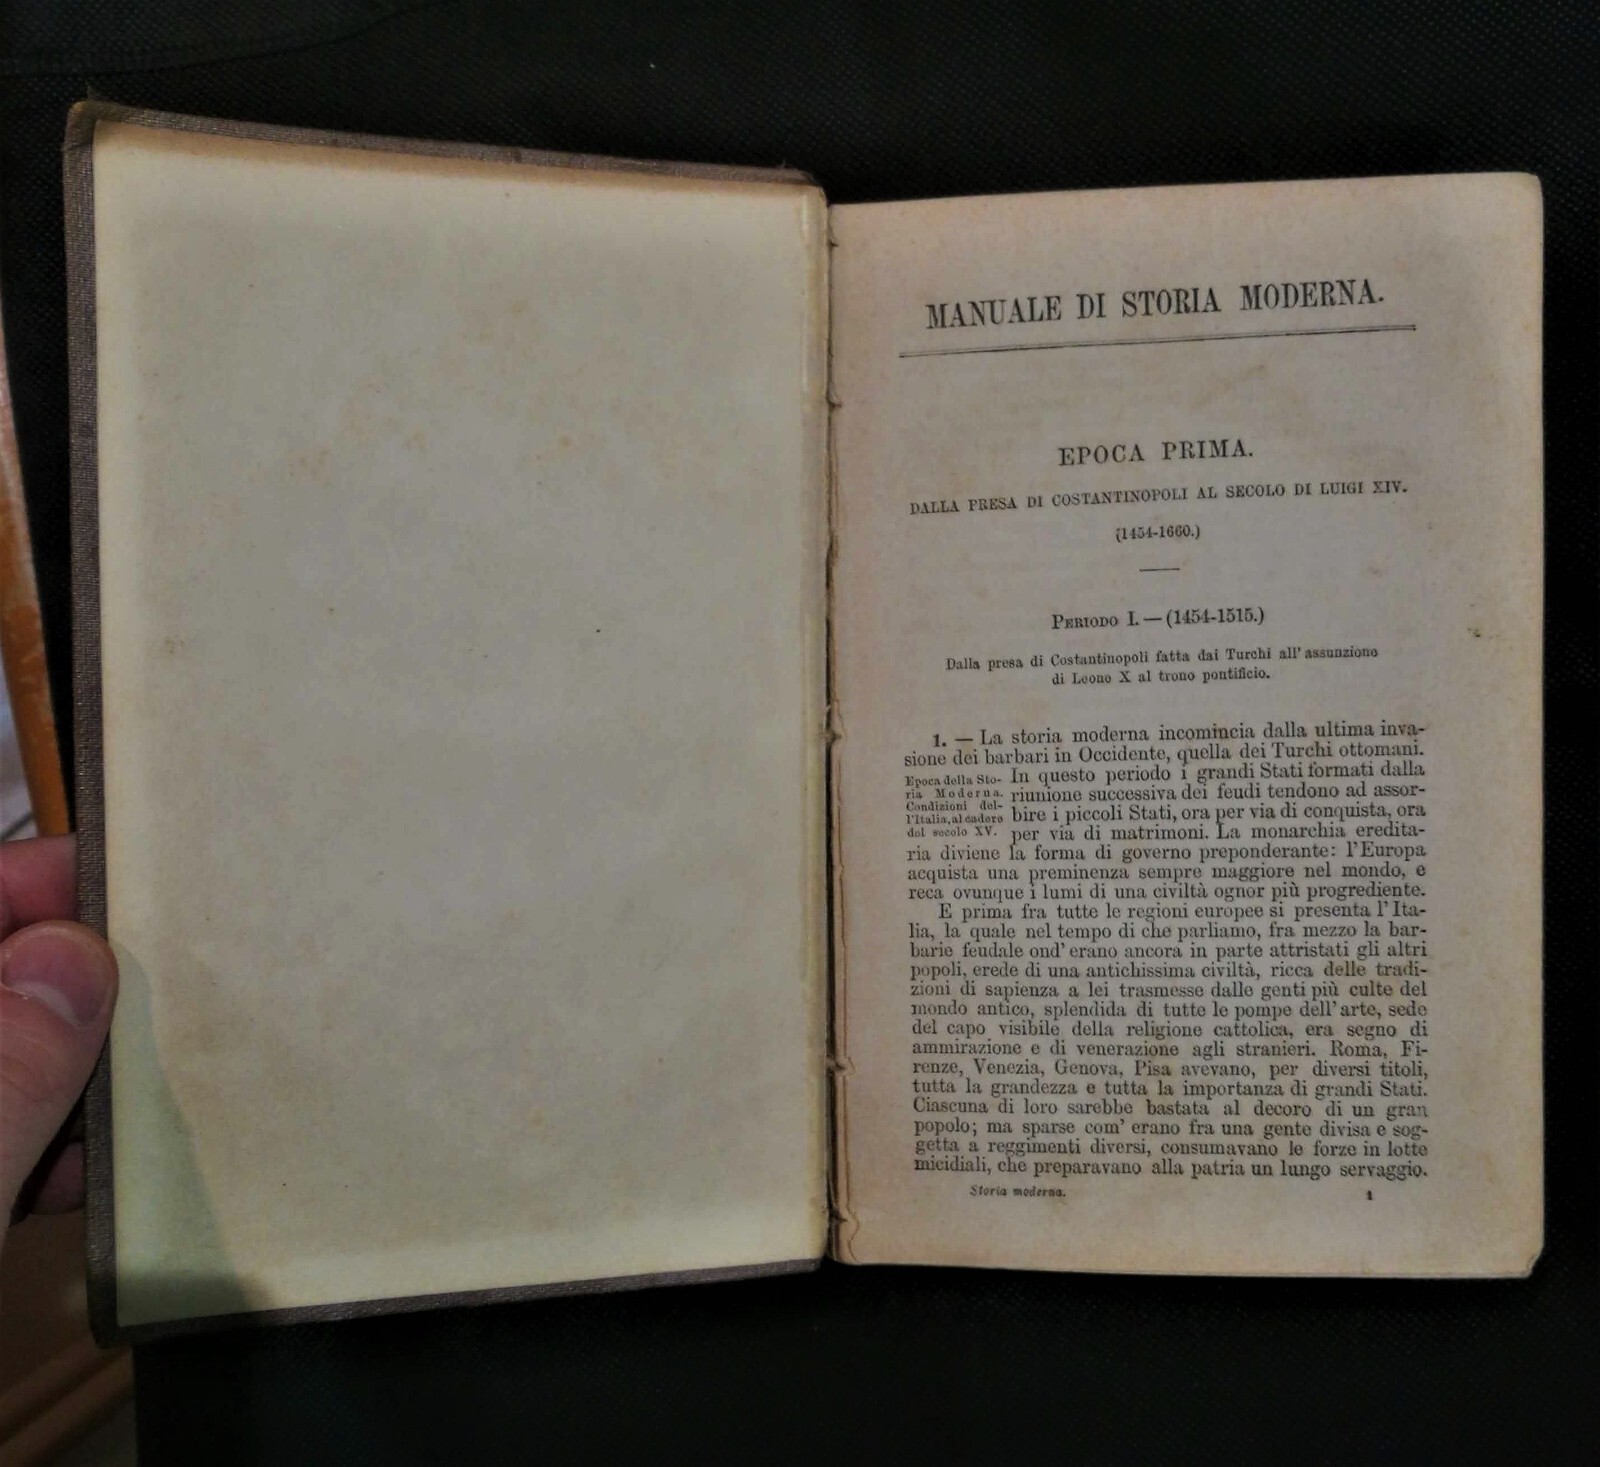 MANUALE DI STORIA MODERNA.
EPOCA PRIMA.
DALLA PRESA DI COSTANTINOPOLI AL SECOLO DI LUIGI XIV.
(1454-1660.)
PERIODO I. — (1454-1515.)
Dalla presa di Costantinopoli fatta dai Turchi all' assunzione
di Leone X al trono pontificio.
1. — La storia moderna incomincia dalla ultima inva-
sione dei barbari in Occidente, quella dei Turchi ottomani.
Epoca della Sto-
ria Moderna.
Condizioni del-
l'Italia, al cadere
del secolo XV.
In questo periodo i grandi Stati formati dalla
riunione successiva dei feudi tendono ad assor-
bire i piccoli Stati, ora per via di conquista, ora
per via di matrimoni. La monarchia eredita-
ria diviene la forma di governo preponderante: l'Europa
acquista una preminenza sempre maggiore nel mondo, e
reca ovunque i lumi di una civiltà ognor più progrediente.
E prima fra tutte le regioni europee si presenta l' Ita-
lia, la quale nel tempo di che parliamo, fra mezzo la bar-
barie feudale ond' erano ancora in parte attristati gli altri
popoli, erede di una antichissima civiltà, ricca delle tradi-
zioni di sapienza a lei trasmesse dalle genti più culte del
mondo antico, splendida di tutte le pompe dell' arte, sede
del capo visibile della religione cattolica, era segno di
ammirazione e di venerazione agli stranieri. Roma, Fi-
renze, Venezia, Genova, Pisa avevano, per diversi titoli,
tutta la grandezza e tutta la importanza di grandi Stati.
Ciascuna di loro sarebbe bastata al decoro di un gran
popolo; ma sparse com' erano fra una gente divisa e sog-
getta a reggimenti diversi, consumavano le forze in lotte
micidiali, che preparavano alla patria un lungo servaggio.
Storia moderna.
1